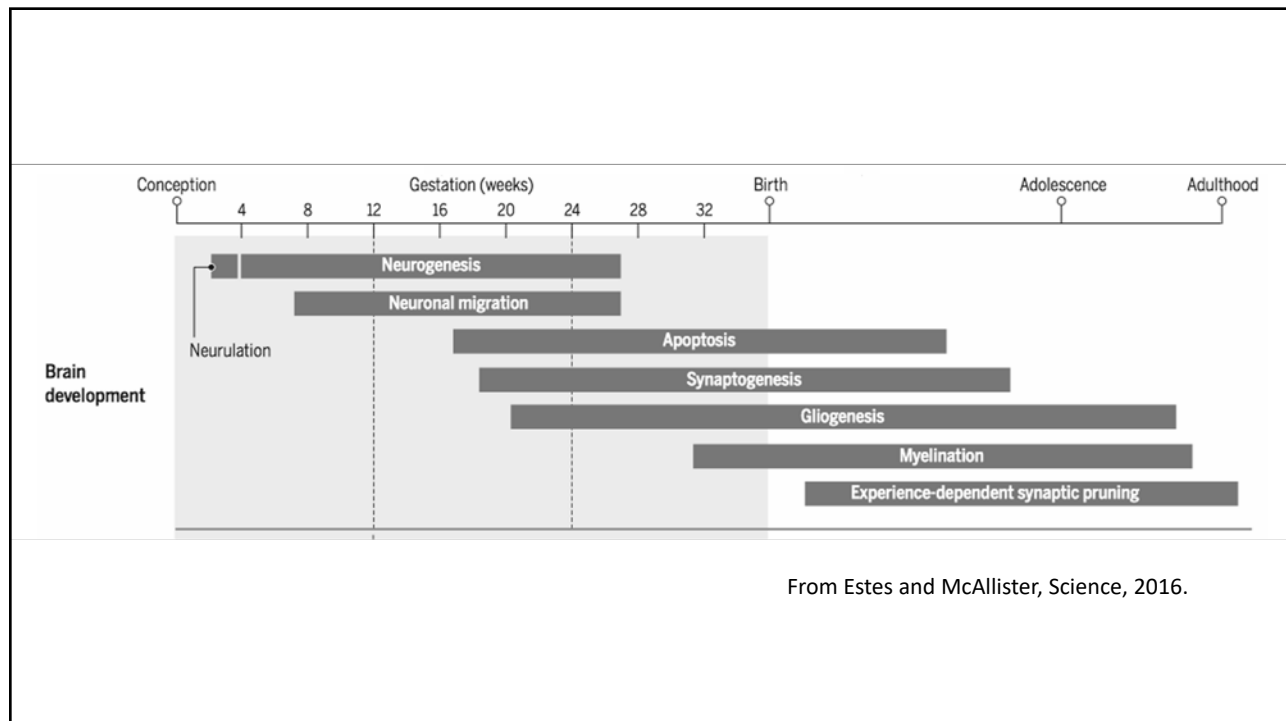 Conception Gestation (weeks) Birth Adolescence Adulthood
4 8 12 16 20 24 28 32
Neurogenesis
Neuronal migration
Neurulation
Apoptosis
Brain
development
Synaptogenesis
Gliogenesis
Myelination
Experience-dependent synaptic pruning
From Estes and McAllister, Science, 2016.